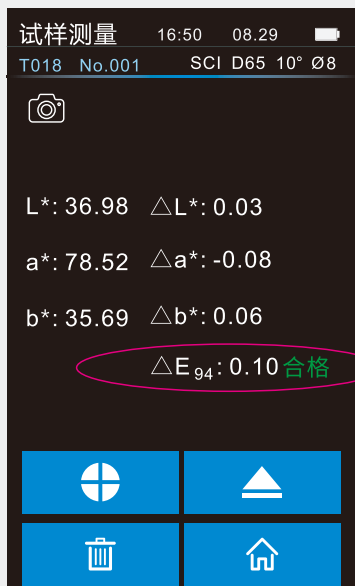 试样测量 16:50 08.29
T018 No.001 SCI D65 10° Ø8
L*: 36.98 △L*: 0.03
a*: 78.52 △a*: -0.08
b*: 35.69 △b*: 0.06
△E 94: 0.10 合格